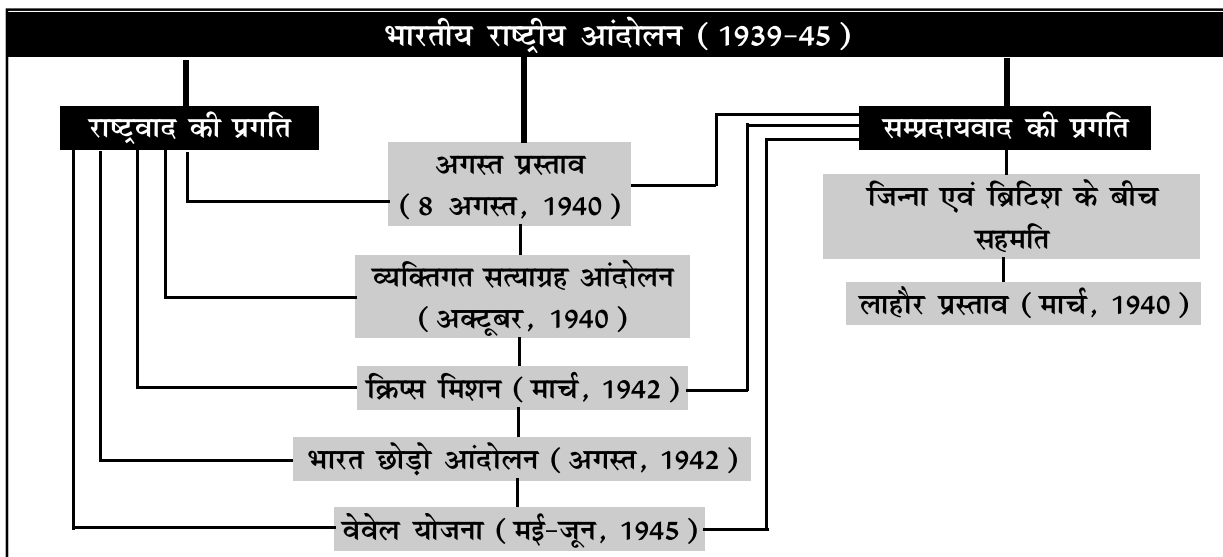 भारतीय राष्ट्रीय आंदोलन (1939-45)
राष्ट्रवाद की प्रगति
सम्प्रदायवाद की प्रगति
अगस्त प्रस्ताव
(8 अगस्त, 1940)
जिन्ना एवं ब्रिटिश के बीच
सहमति
व्यक्तिगत सत्याग्रह आंदोलन
(अक्टूबर, 1940)
लाहौर प्रस्ताव (मार्च, 1940)
क्रिप्स मिशन (मार्च, 1942)
भारत छोड़ो आंदोलन (अगस्त, 1942)
वेवेल योजना (मई-जून, 1945)